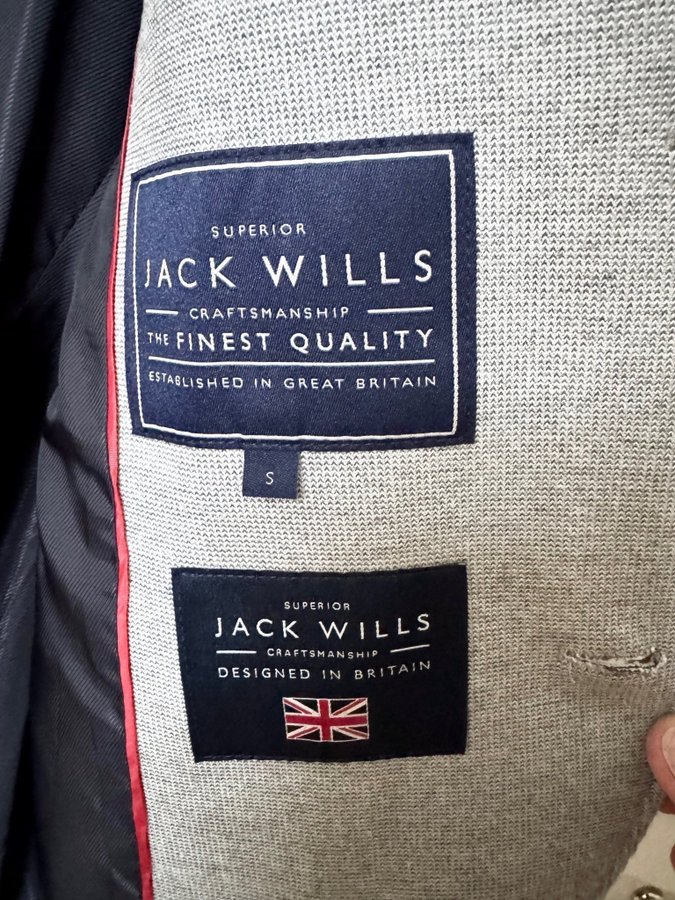 SUPERIOR
JACK WILLS
CRAFTSMANSHIP
THE FINEST QUALITY
ESTABLISHED IN GREAT BRITAIN
S
SUPERIOR
JACK WILLS
CRAFTSMANSHIP
DESIGNED IN BRITAIN